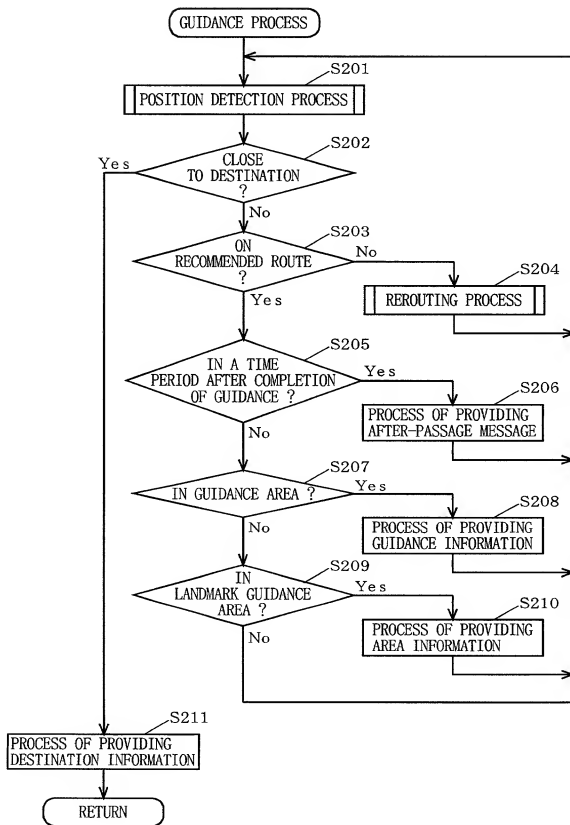 GUIDANCE PROCESS
S201
POSITION DETECTION PROCESS
S202
Yes
CLOSE
TO DESTINATION
?
No
S203
ON
RECOMMENDED ROUTE
?
No
S204
Yes
REROUTING PROCESS
S205
IN A TIME
PERIOD AFTER COMPLETION
OF GUIDANCE ?
Yes
S206
PROCESS OF PROVIDING
AFTER-PASSAGE MESSAGE
No
S207
IN GUIDANCE AREA ?
Yes
S208
PROCESS OF PROVIDING
GUIDANCE INFORMATION
No
S209
IN
LANDMARK GUIDANCE
AREA ?
Yes
S210
PROCESS OF PROVIDING
AREA INFORMATION
No
S211
PROCESS OF PROVIDING
DESTINATION INFORMATION
RETURN